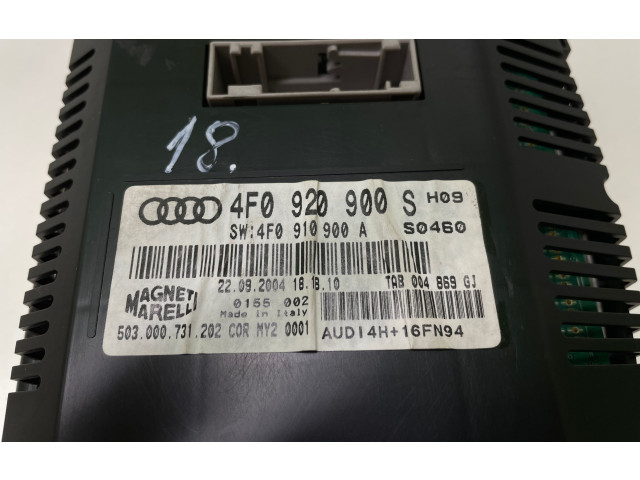 18.
4F0 920 900 S H09
SW:4F0 910 900 A S0460
22.09.2004 18.18.10 TAB 004 869 GJ
MAGNETI MARELLI
0155 002
Made in Italy
503.000.731.202 COR MY2 0001 AUDI4H+16FN94